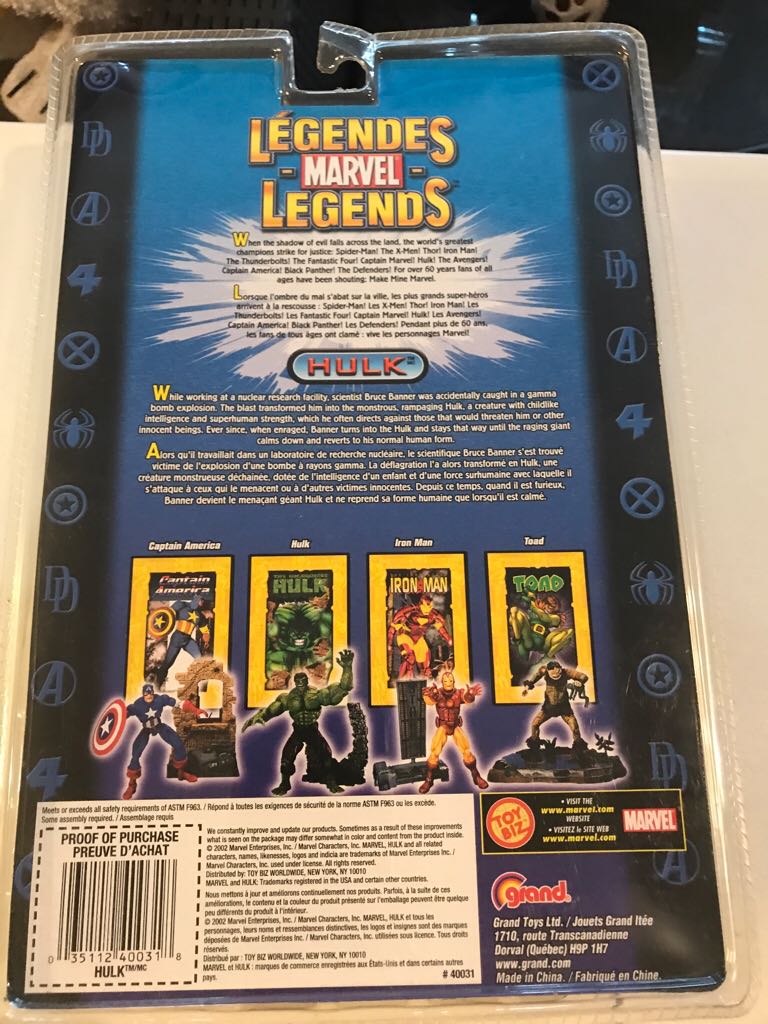 LÉGENDES
- MARVEL -
LEGENDS™
When the shadow of evil falls across the land, the world's greatest
champions strike for justice: Spider-Man! The X-Men! Thor! Iron Man!
The Thunderbolts! The Fantastic Four! Captain Marvel! Hulk! The Avengers!
Captain America! Black Panther! The Defenders! For over 60 years fans of all
ages have been shouting: Make Mine Marvel.
Lorsque l'ombre du mal s'abat sur la ville, les plus grands super-héros
arrivent à la rescousse : Spider-Man! Les X-Men! Thor! Iron Man! Les
Thunderbolts! Les Fantastic Four! Captain Marvel! Hulk! Les Avengers!
Captain America! Black Panther! Les Defenders! Pendant plus de 60 ans,
les fans de tous âges ont clamé : vive les personnages Marvel!
HULK™
While working at a nuclear research facility, scientist Bruce Banner was accidentally caught in a gamma
bomb explosion. The blast transformed him into the monstrous, rampaging Hulk, a creature with childlike
intelligence and superhuman strength, which he often directs against those that would threaten him or other
innocent beings. Ever since, when enraged, Banner turns into the Hulk and stays that way until the raging giant
calms down and reverts to his normal human form.
Alors qu'il travaillait dans un laboratoire de recherche nucléaire, le scientifique Bruce Banner s'est trouvé
victime de l'explosion d'une bombe à rayons gamma. La déflagration l'a alors transformé en Hulk, une
créature monstrueuse déchainée, dotée de l'intelligence d'un enfant et d'une force surhumaine avec laquelle il
s'attaque à ceux qui le menacent ou à d'autres victimes innocentes. Depuis ce temps, quand il est furieux,
Banner devient le menaçant géant Hulk et ne reprend sa forme humaine que lorsqu'il est calmé.
Captain America Hulk Iron Man Toad
Captain America
HULK
IRON MAN
TOAD
Meets or exceeds all safety requirements of ASTM F963. / Répond à toutes les exigences de sécurité de la norme ASTM F963 ou les excède.
Some assembly required. / Assemblage requis
PROOF OF PURCHASE
PREUVE D'ACHAT
0 35112 40031 8
HULK™/MC
We constantly improve and update our products. Sometimes as a result of these improvements
what is seen on the package may differ somewhat in color and content from the product inside.
© 2002 Marvel Enterprises, Inc. / Marvel Characters, Inc. MARVEL, HULK and all related
characters, names, likenesses, logos and indicia are trademarks of Marvel Enterprises Inc. /
Marvel Characters, Inc. used under license. All rights reserved.
Distributed by: TOY BIZ WORLDWIDE, NEW YORK, NY 10010
MARVEL and HULK: Trademarks registered in the USA and certain other countries.
Nous mettons à jour et améliorons continuellement nos produits. Parfois, à la suite de ces
améliorations, le contenu et la couleur du produit présenté sur l'emballage peuvent être quelque
peu différents du produit à l'intérieur.
© 2002 Marvel Enterprises, Inc. / Marvel Characters, Inc. MARVEL, HULK et tous les
personnages, leurs noms et ressemblances distinctives, les logos et insignes sont des marques
déposées de Marvel Enterprises, Inc. / Marvel Characters, Inc. utilisées sous licence. Tous droits
réservés.
Distribué par : TOY BIZ WORLDWIDE, NEW YORK, NY 10010
MARVEL et HULK : marques de commerce enregistrées aux États-Unis et dans certains autres
pays.
# 40031
TOY BIZ
• VISIT THE
www.marvel.com
WEBSITE
• VISITEZ le SITE WEB
www.marvel.com
MARVEL
grand®
Grand Toys Ltd. / Jouets Grand ltée
1710, route Transcanadienne
Dorval (Québec) H9P 1H7
www.grand.com
Made in China. / Fabriqué en Chine.